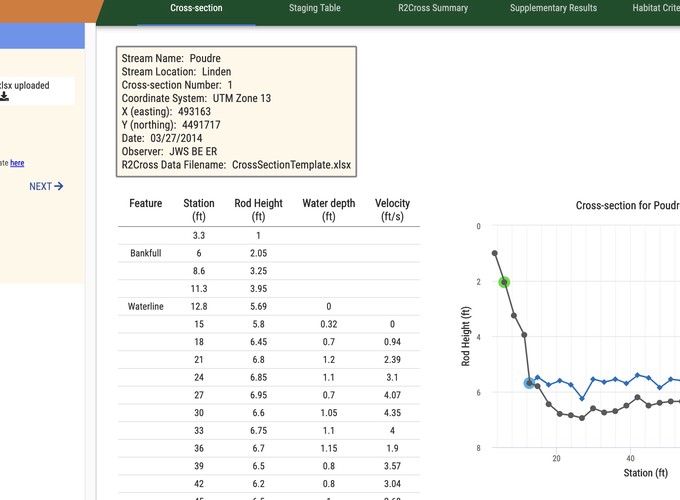 Cross-section Staging Table R2Cross Summary Supplementary Results Habitat
xlsx uploaded
here
NEXT
Stream Name: Poudre
Stream Location: Linden
Cross-section Number: 1
Coordinate System: UTM Zone 13
X (easting): 493163
Y (northing): 4491717
Date: 03/27/2014
Observer: JWS BE ER
R2Cross Data Filename: CrossSectionTemplate.xlsx
Feature Station (ft) Rod Height (ft) Water depth (ft) Velocity (ft/s)
3.3 1
Bankfull 6 2.05
8.6 3.25
11.3 3.95
Waterline 12.8 5.69 0
15 5.8 0.32 0
18 6.45 0.7 0.94
21 6.8 1.2 2.39
24 6.85 1.1 3.1
27 6.95 0.7 4.07
30 6.6 1.05 4.35
33 6.75 1.1 4
36 6.7 1.15 1.9
39 6.5 0.8 3.57
42 6.2 0.8 3.04
Cross-section for Poudr
Rod Height (ft)
0
2
4
6
8
20 40
Station (ft)